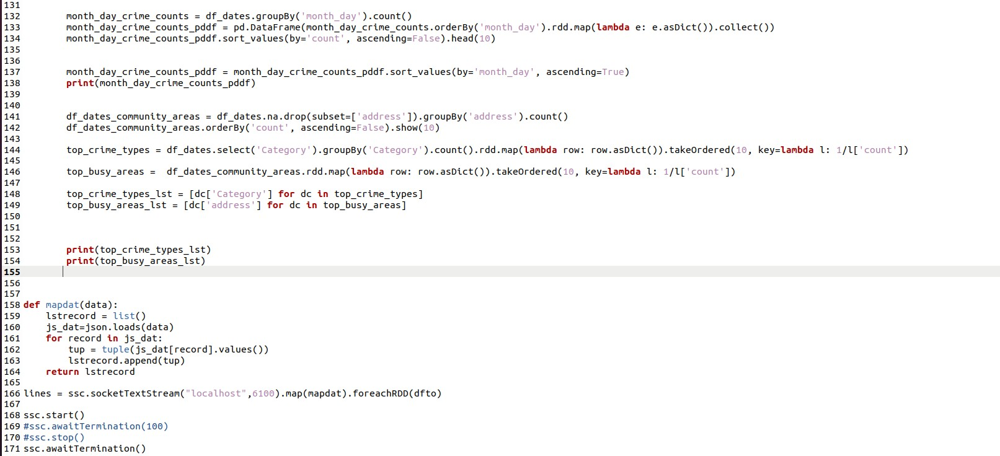 131
132        month_day_crime_counts = df_dates.groupBy('month_day').count()
133        month_day_crime_counts_pddf = pd.DataFrame(month_day_crime_counts.orderBy('month_day').rdd.map(lambda e: e.asDict()).collect())
134        month_day_crime_counts_pddf.sort_values(by='count', ascending=False).head(10)
135
136
137        month_day_crime_counts_pddf = month_day_crime_counts_pddf.sort_values(by='month_day', ascending=True)
138        print(month_day_crime_counts_pddf)
139
140
141        df_dates_community_areas = df_dates.na.drop(subset=['address']).groupBy('address').count()
142        df_dates_community_areas.orderBy('count', ascending=False).show(10)
143
144        top_crime_types = df_dates.select('Category').groupBy('Category').count().rdd.map(lambda row: row.asDict()).takeOrdered(10, key=lambda l: 1/l['count'])
145
146        top_busy_areas =  df_dates_community_areas.rdd.map(lambda row: row.asDict()).takeOrdered(10, key=lambda l: 1/l['count'])
147
148        top_crime_types_lst = [dc['Category'] for dc in top_crime_types]
149        top_busy_areas_lst = [dc['address'] for dc in top_busy_areas]
150
151
152
153        print(top_crime_types_lst)
154        print(top_busy_areas_lst)
155
156
157
158 def mapdat(data):
159     lstrecord = list()
160     js_dat=json.loads(data)
161     for record in js_dat:
162         tup = tuple(js_dat[record].values())
163         lstrecord.append(tup)
164     return lstrecord
165
166 lines = ssc.socketTextStream("localhost",6100).map(mapdat).foreachRDD(dfto)
167
168 ssc.start()
169 #ssc.awaitTermination(100)
170 #ssc.stop()
171 ssc.awaitTermination()